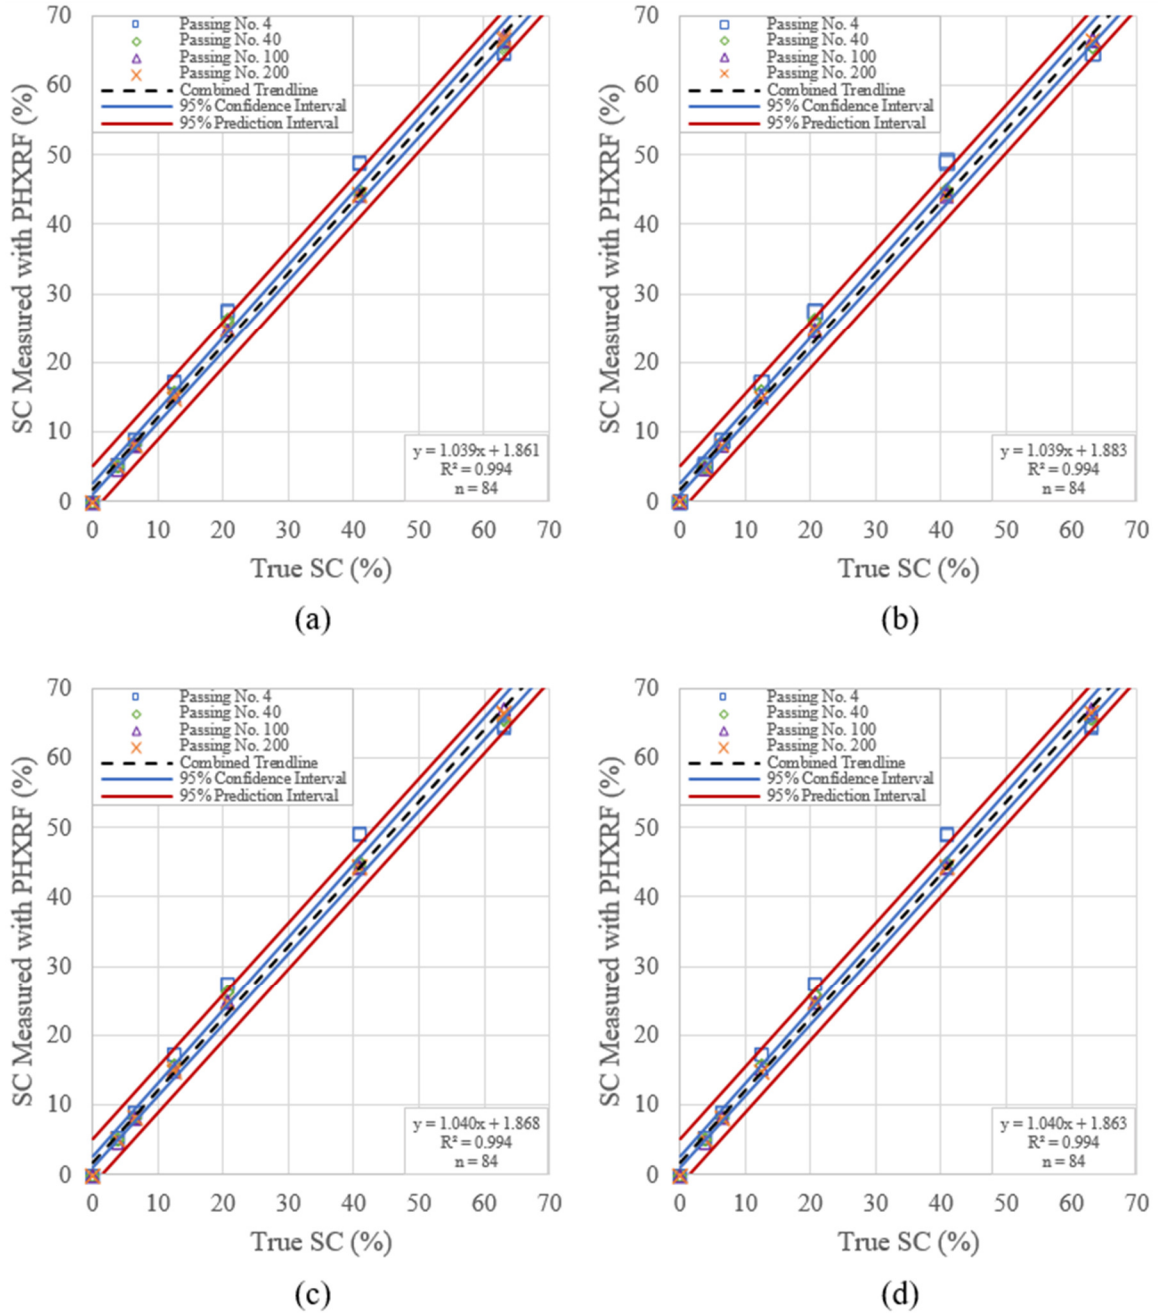 70
60
50
40
30
20
10
0
SC Measured with PHXRF (%)
Passing No. 4
Passing No. 40
Passing No. 100
Passing No. 200
Combined Trendline
95% Confidence Interval
95% Prediction Interval
y = 1.039x + 1.861
R² = 0.994
n = 84
0 10 20 30 40 50 60 70
True SC (%)
(a)
70
60
50
40
30
20
10
0
SC Measured with PHXRF (%)
Passing No. 4
Passing No. 40
Passing No. 100
Passing No. 200
Combined Trendline
95% Confidence Interval
95% Prediction Interval
y = 1.039x + 1.883
R² = 0.994
n = 84
0 10 20 30 40 50 60 70
True SC (%)
(b)
70
60
50
40
30
20
10
0
SC Measured with PHXRF (%)
Passing No. 4
Passing No. 40
Passing No. 100
Passing No. 200
Combined Trendline
95% Confidence Interval
95% Prediction Interval
y = 1.040x + 1.868
R² = 0.994
n = 84
0 10 20 30 40 50 60 70
True SC (%)
(c)
70
60
50
40
30
20
10
0
SC Measured with PHXRF (%)
Passing No. 4
Passing No. 40
Passing No. 100
Passing No. 200
Combined Trendline
95% Confidence Interval
95% Prediction Interval
y = 1.040x + 1.863
R² = 0.994
n = 84
0 10 20 30 40 50 60 70
True SC (%)
(d)